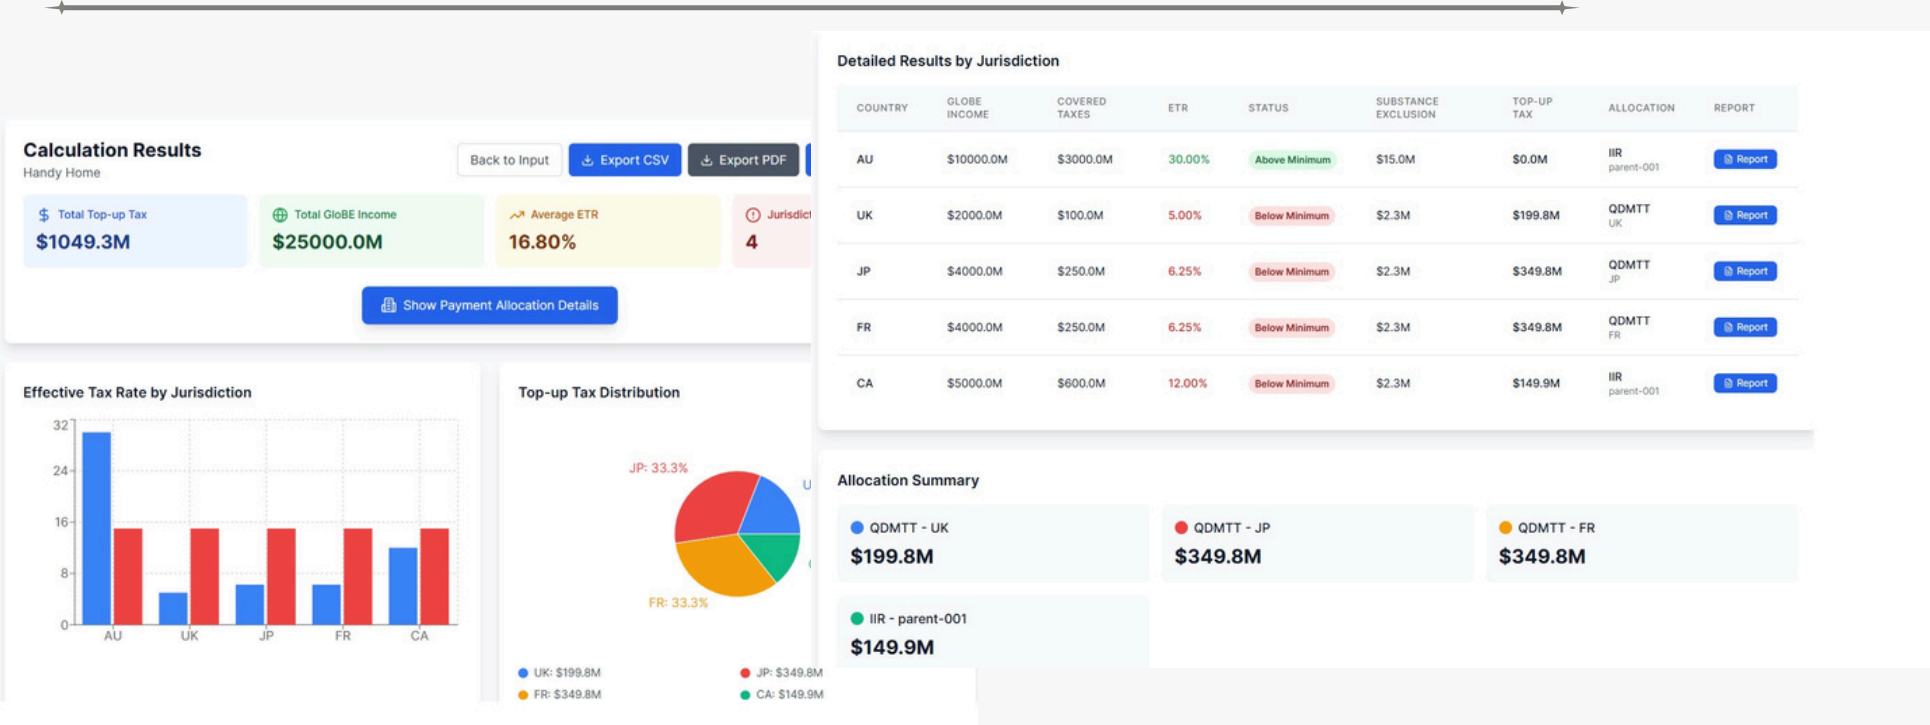 Calculation Results
Handy Home
Back to Input
Export CSV
Export PDF
Total Top-up Tax
$1049.3M
Total GloBE Income
$25000.0M
Average ETR
16.80%
Jurisdict
4
Show Payment Allocation Details
Effective Tax Rate by Jurisdiction
32
24
16
8
0
AU UK JP FR CA
Top-up Tax Distribution
JP: 33.3%
U
FR: 33.3%
UK: $199.8M
JP: $349.8M
FR: $349.8M
CA: $149.9M
Detailed Results by Jurisdiction
COUNTRY GLOBE INCOME COVERED TAXES ETR STATUS SUBSTANCE EXCLUSION TOP-UP TAX ALLOCATION REPORT
AU $10000.0M $3000.0M 30.00% Above Minimum $15.0M $0.0M IIR parent-001 Report
UK $2000.0M $100.0M 5.00% Below Minimum $2.3M $199.8M QDMTT UK Report
JP $4000.0M $250.0M 6.25% Below Minimum $2.3M $349.8M QDMTT JP Report
FR $4000.0M $250.0M 6.25% Below Minimum $2.3M $349.8M QDMTT FR Report
CA $5000.0M $600.0M 12.00% Below Minimum $2.3M $149.9M IIR parent-001 Report
Allocation Summary
QDMTT - UK
$199.8M
QDMTT - JP
$349.8M
QDMTT - FR
$349.8M
IIR - parent-001
$149.9M